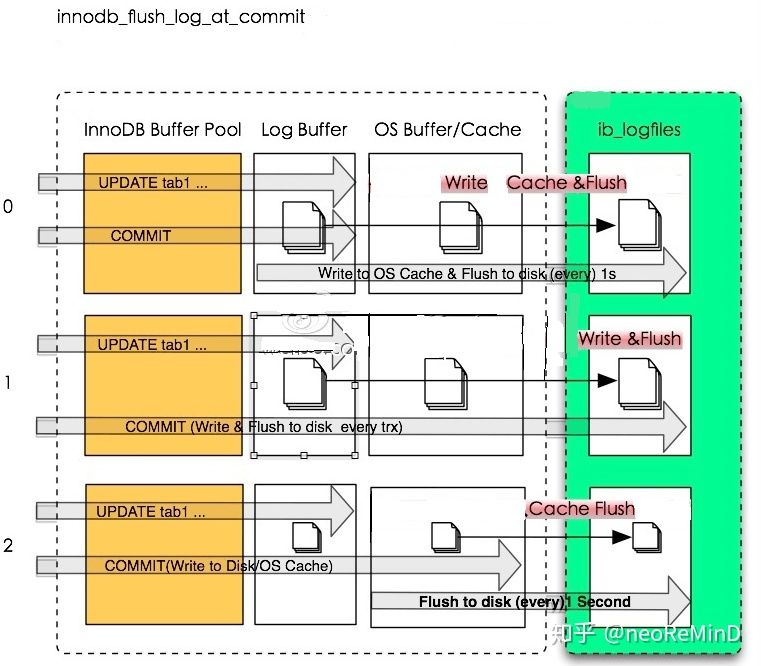 innodb_flush_log_at_commit
InnoDB Buffer Pool
Log Buffer
OS Buffer/Cache
ib_logfiles
0
UPDATE tab1 ...
Write
Cache &Flush
COMMIT
Write to OS Cache & Flush to disk (every) 1s
1
UPDATE tab1 ...
Write &Flush
COMMIT (Write & Flush to disk every trx)
2
UPDATE tab1 ...
Cache Flush
COMMIT(Write to Disk/OS Cache)
Flush to disk (every)1 Second
知乎 @neoReMinD